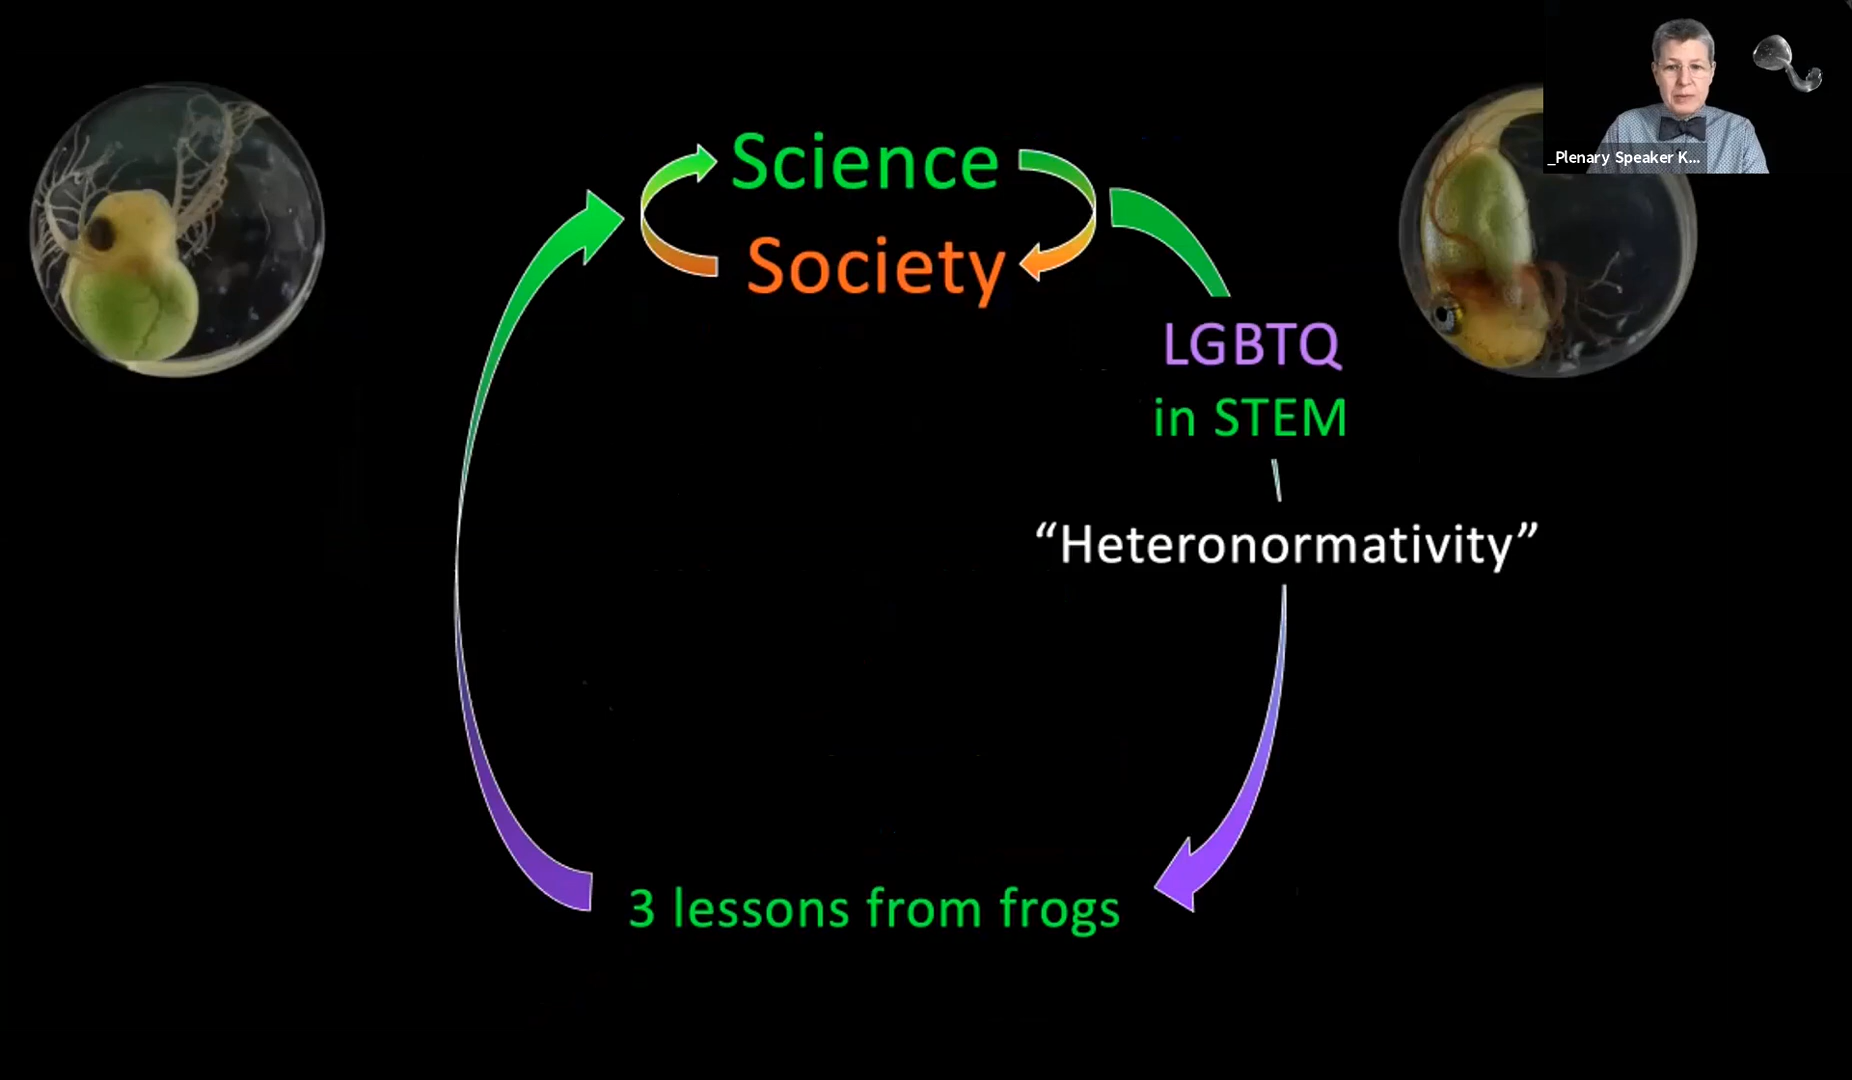 _Plenary Speaker K...
Science
Society
LGBTQ
in STEM
“Heteronormativity”
3 lessons from frogs